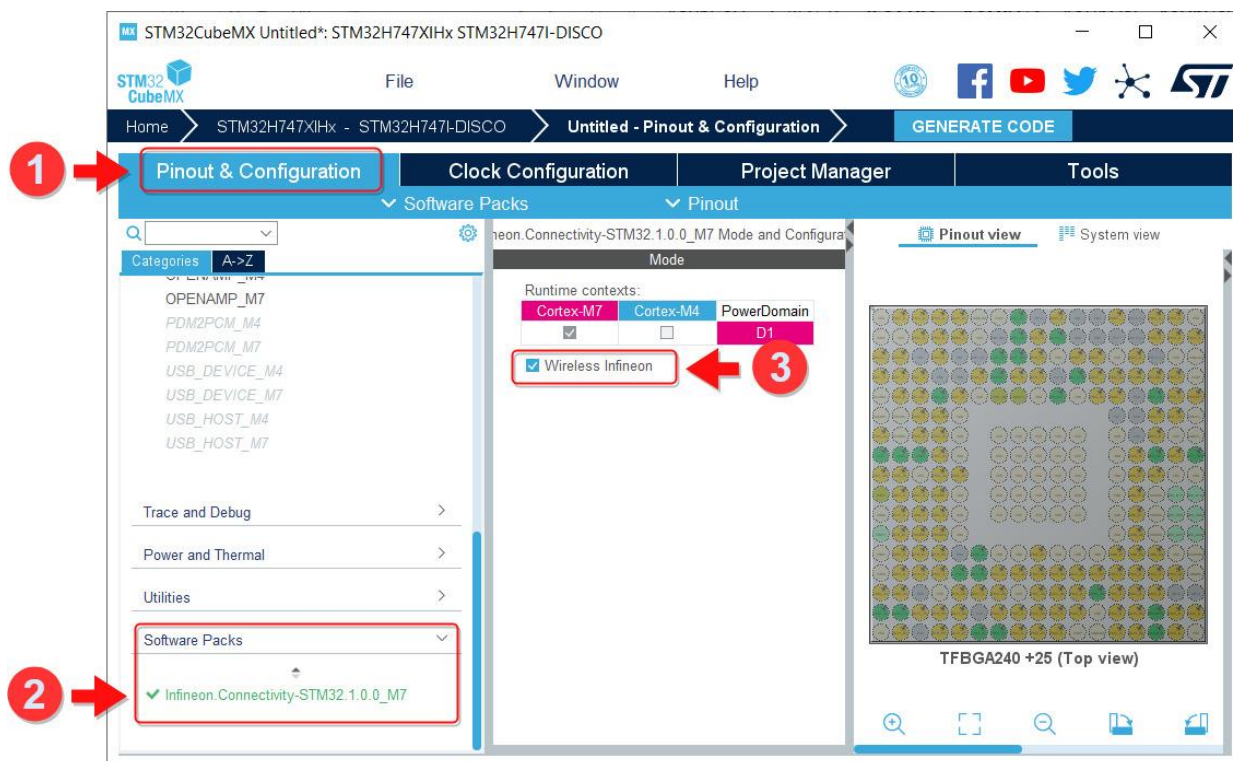 MX STM32CubeMX Untitled*: STM32H747XIHx STM32H747I-DISCO
STM32 CubeMX
File Window Help
10
Home STM32H747XIHx - STM32H747I-DISCO Untitled - Pinout & Configuration GENERATE CODE
1
Pinout & Configuration Clock Configuration Project Manager Tools
Software Packs Pinout
neon.Connectivity-STM32.1.0.0_M7 Mode and Configura
Pinout view System view
Categories A->Z
Mode
OPENAMP_M4
OPENAMP_M7
PDM2PCM_M4
PDM2PCM_M7
USB_DEVICE_M4
USB_DEVICE_M7
USB_HOST_M4
USB_HOST_M7
Runtime contexts:
Cortex-M7 Cortex-M4 PowerDomain
D1
Wireless Infineon
3
Trace and Debug
Power and Thermal
Utilities
Software Packs
2
Infineon.Connectivity-STM32.1.0.0_M7
TFBGA240 +25 (Top view)